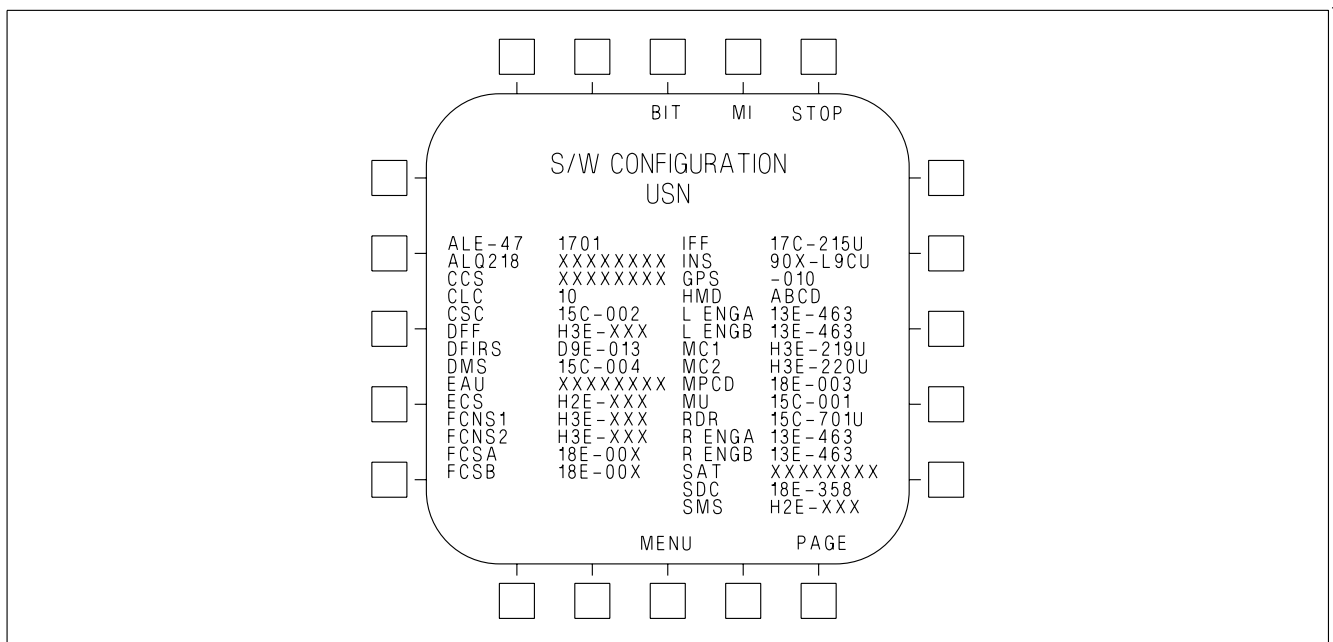 BIT MI STOP
S/W CONFIGURATION
USN
ALE-47 1701 IFF 17C-215U
ALQ218 XXXXXXXX INS 90X-L9CU
CCS XXXXXXXX GPS -010
CLC 10 HMD ABCD
CSC 15C-002 L ENGA 13E-463
DFF H3E-XXX L ENGB 13E-463
DFIRS D9E-013 MC1 H3E-219U
DMS 15C-004 MC2 H3E-220U
EAU XXXXXXXX MPCD 18E-003
ECS H2E-XXX MU 15C-001
FCNS1 H3E-XXX RDR 15C-701U
FCNS2 H3E-XXX R ENGA 13E-463
FCSA 18E-00X R ENGB 13E-463
FCSB 18E-00X SAT XXXXXXXX
SDC 18E-358
SMS H2E-XXX
MENU PAGE